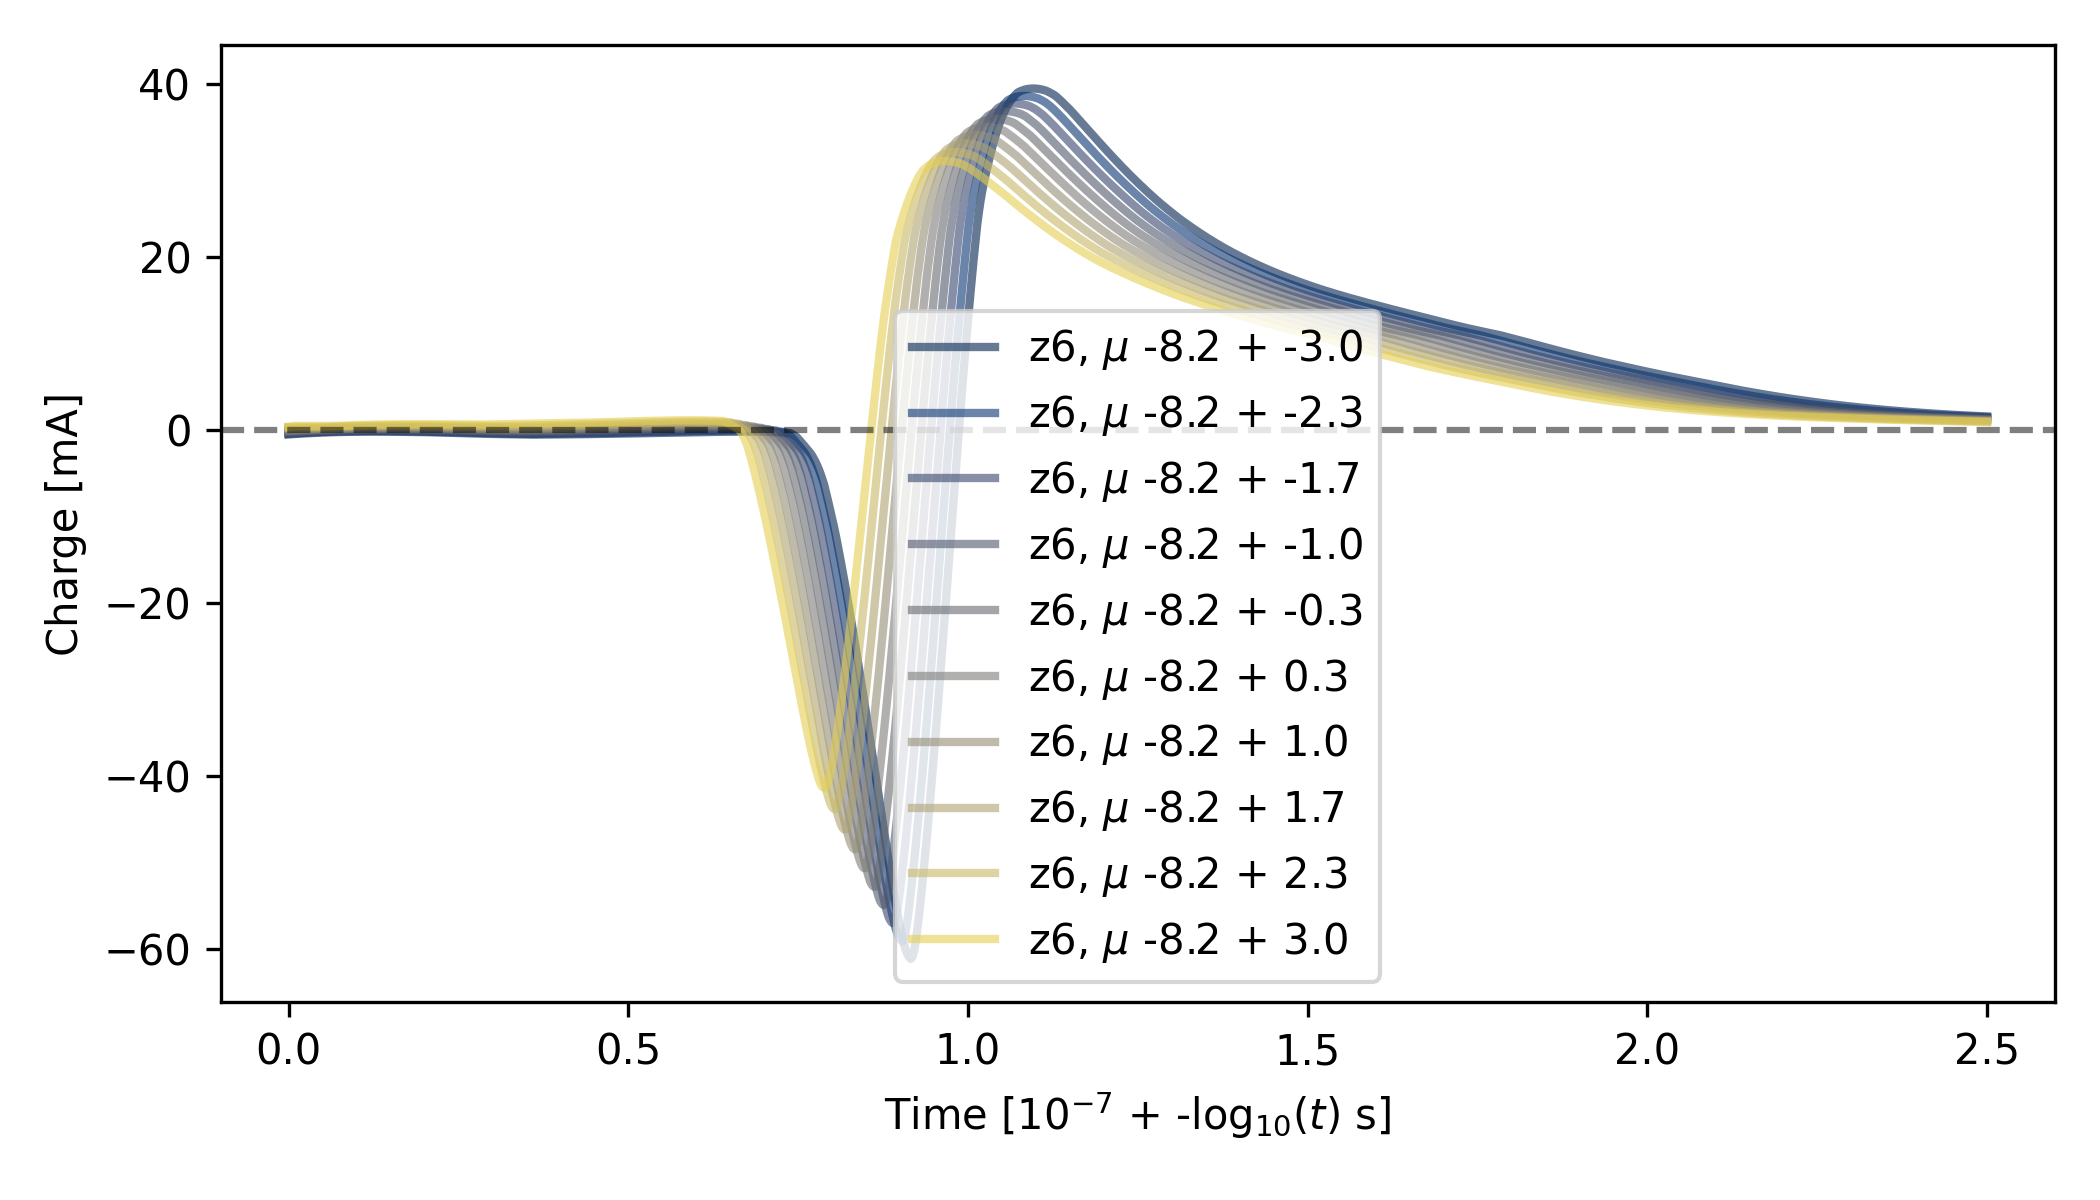 40
20
0
−20
−40
−60
Charge [mA]
z6, μ -8.2 + -3.0
z6, μ -8.2 + -2.3
z6, μ -8.2 + -1.7
z6, μ -8.2 + -1.0
z6, μ -8.2 + -0.3
z6, μ -8.2 + 0.3
z6, μ -8.2 + 1.0
z6, μ -8.2 + 1.7
z6, μ -8.2 + 2.3
z6, μ -8.2 + 3.0
0.0 0.5 1.0 1.5 2.0 2.5
Time [10⁻⁷ + -log₁₀(t) s]